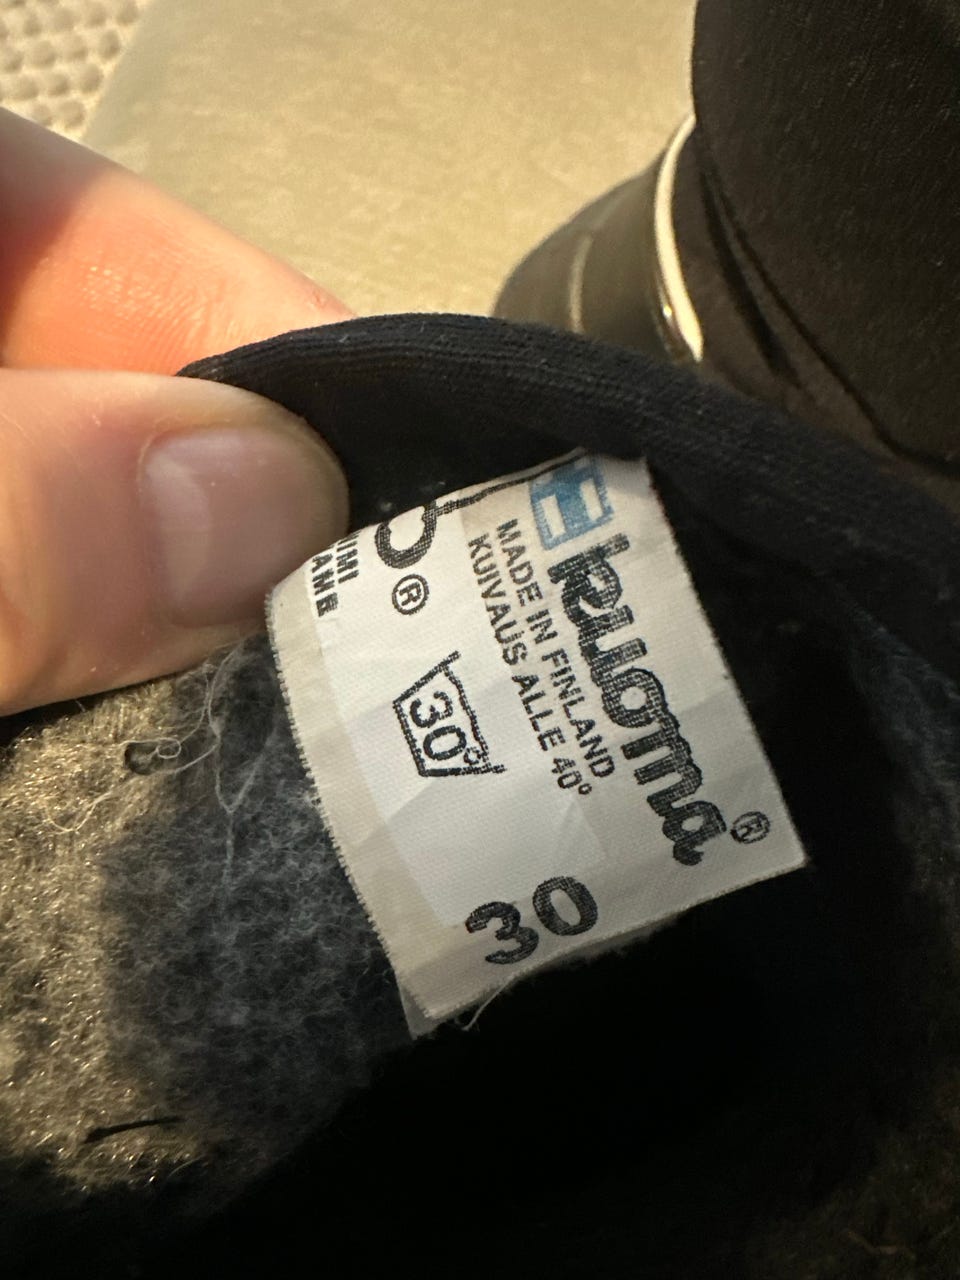 kuoma®
MADE IN FINLAND
KUIVAUS ALLE 40°
®
30°
30